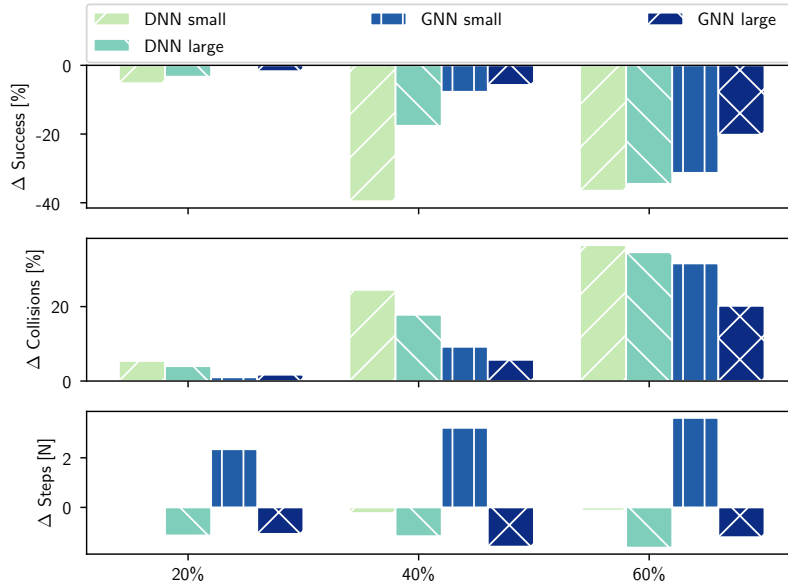 DNN small
GNN small
GNN large
DNN large
Δ Success [%]
0
-20
-40
Δ Collisions [%]
20
0
Δ Steps [N]
2
0
20%
40%
60%